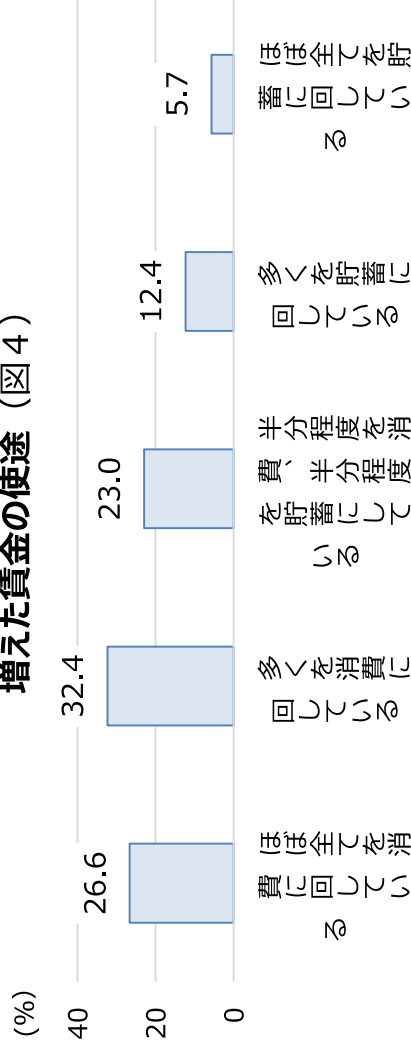 増えた賃金の使途（図４）
(%)
40
20
0
26.6
32.4
23.0
12.4
5.7
ほぼ全てを消
費に回してい
る
多くを消費に
回している
半分程度を消
費、半分程度
を貯蓄にして
いる
多くを貯蓄に
回している
ほぼ全てを貯
蓄に回してい
る